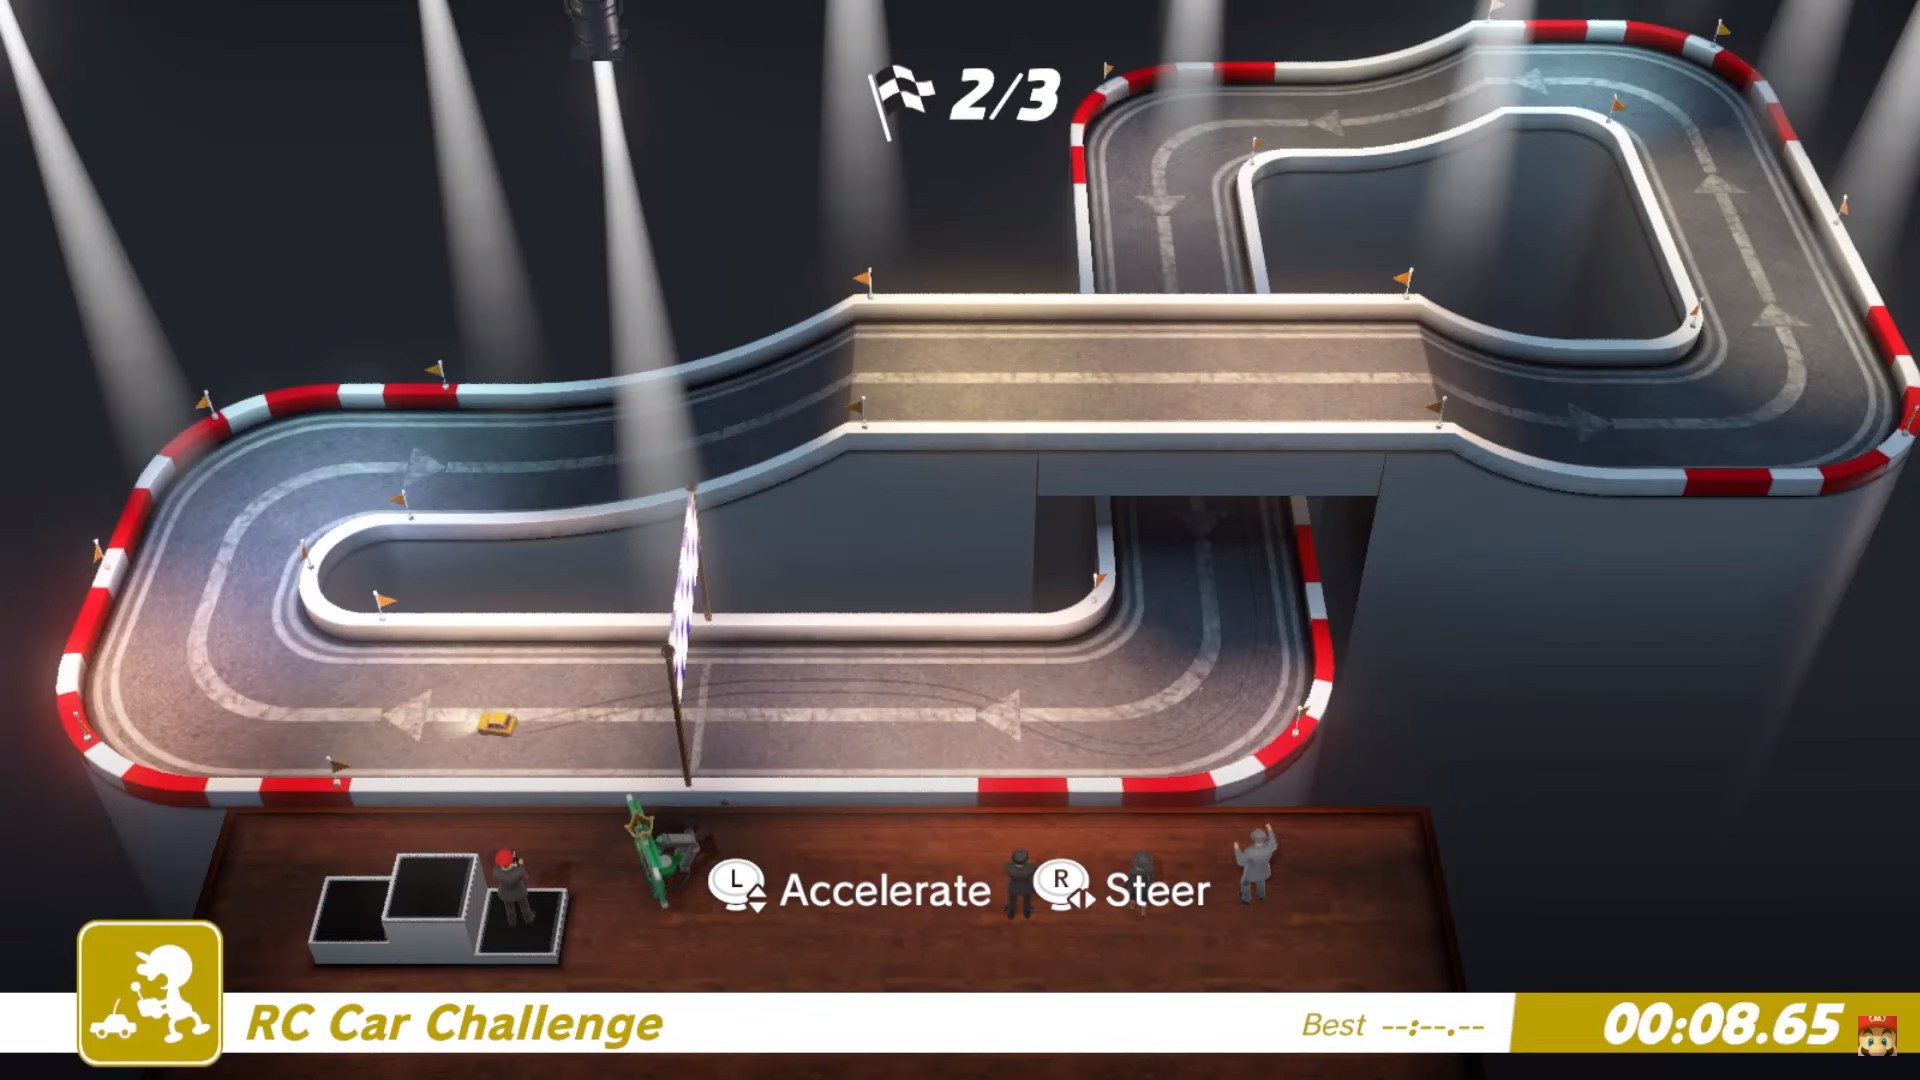 2/3
L Accelerate R Steer
RC Car Challenge
Best --:--.--
00:08.65